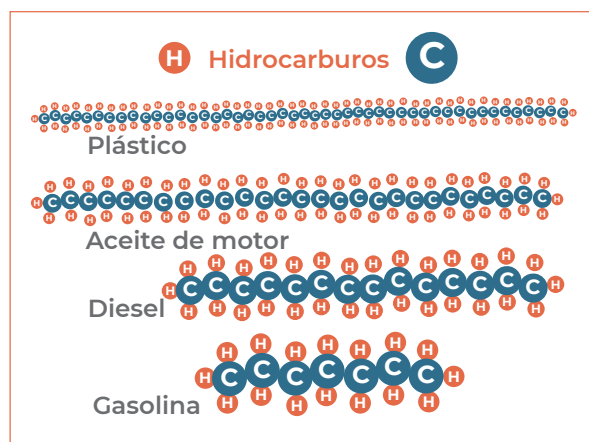 H Hidrocarburos C
Plástico
Aceite de motor
Diesel
Gasolina